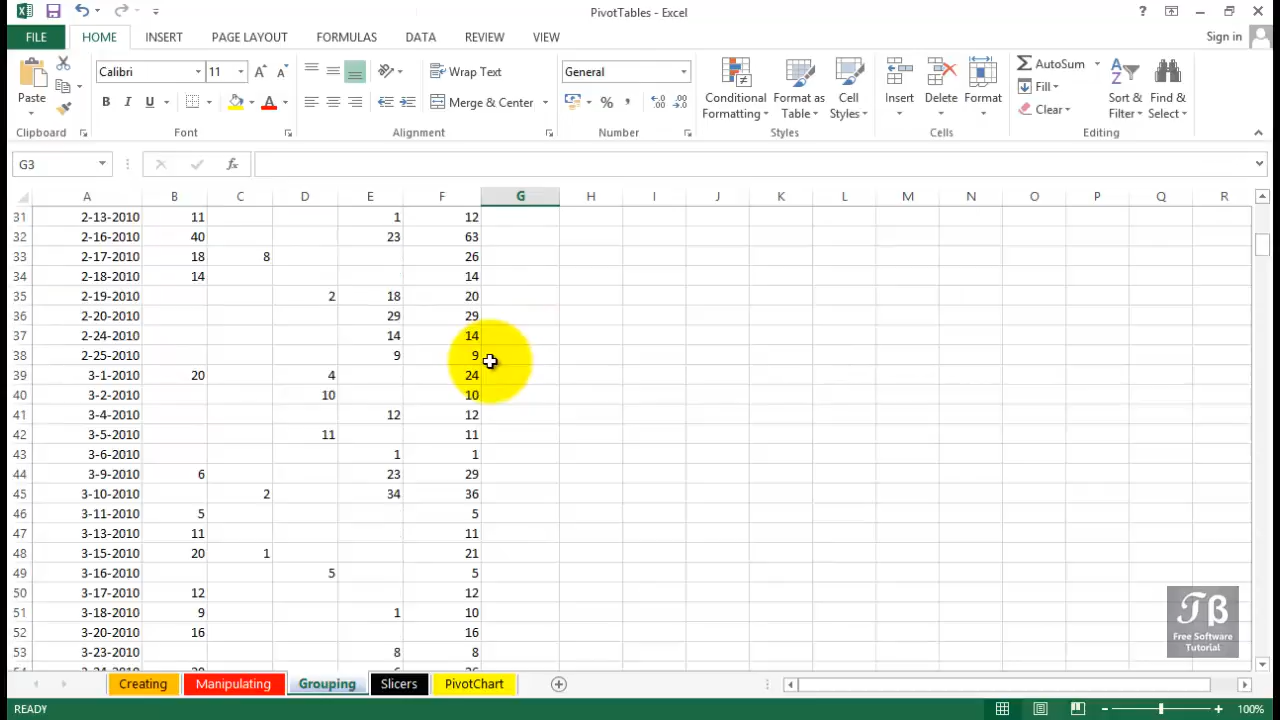 PivotTables - Excel
FILE HOME INSERT PAGE LAYOUT FORMULAS DATA REVIEW VIEW Sign in
Paste Calibri 11 Wrap Text General Conditional Formatting Format as Table Cell Styles Insert Delete Format AutoSum Sort & Filter Find & Select
B I U Merge & Center $ % , Fill
Clear
Clipboard Font Alignment Number Styles Cells Editing
G3 fx
A B C D E F G H I J K L M N O P Q R
31 2-13-2010 11 1 12
32 2-16-2010 40 23 63
33 2-17-2010 18 8 26
34 2-18-2010 14 14
35 2-19-2010 2 18 20
36 2-20-2010 29 29
37 2-24-2010 14 14
38 2-25-2010 9 9
39 3-1-2010 20 4 24
40 3-2-2010 10 10
41 3-4-2010 12 12
42 3-5-2010 11 11
43 3-6-2010 1 1
44 3-9-2010 6 23 29
45 3-10-2010 2 34 36
46 3-11-2010 5 5
47 3-13-2010 11 11
48 3-15-2010 20 1 21
49 3-16-2010 5 5
50 3-17-2010 12 12
51 3-18-2010 9 1 10
52 3-20-2010 16 16
53 3-23-2010 8 8
TB
Free Software
Tutorial
Creating Manipulating Grouping Slicers PivotChart
READY 100%